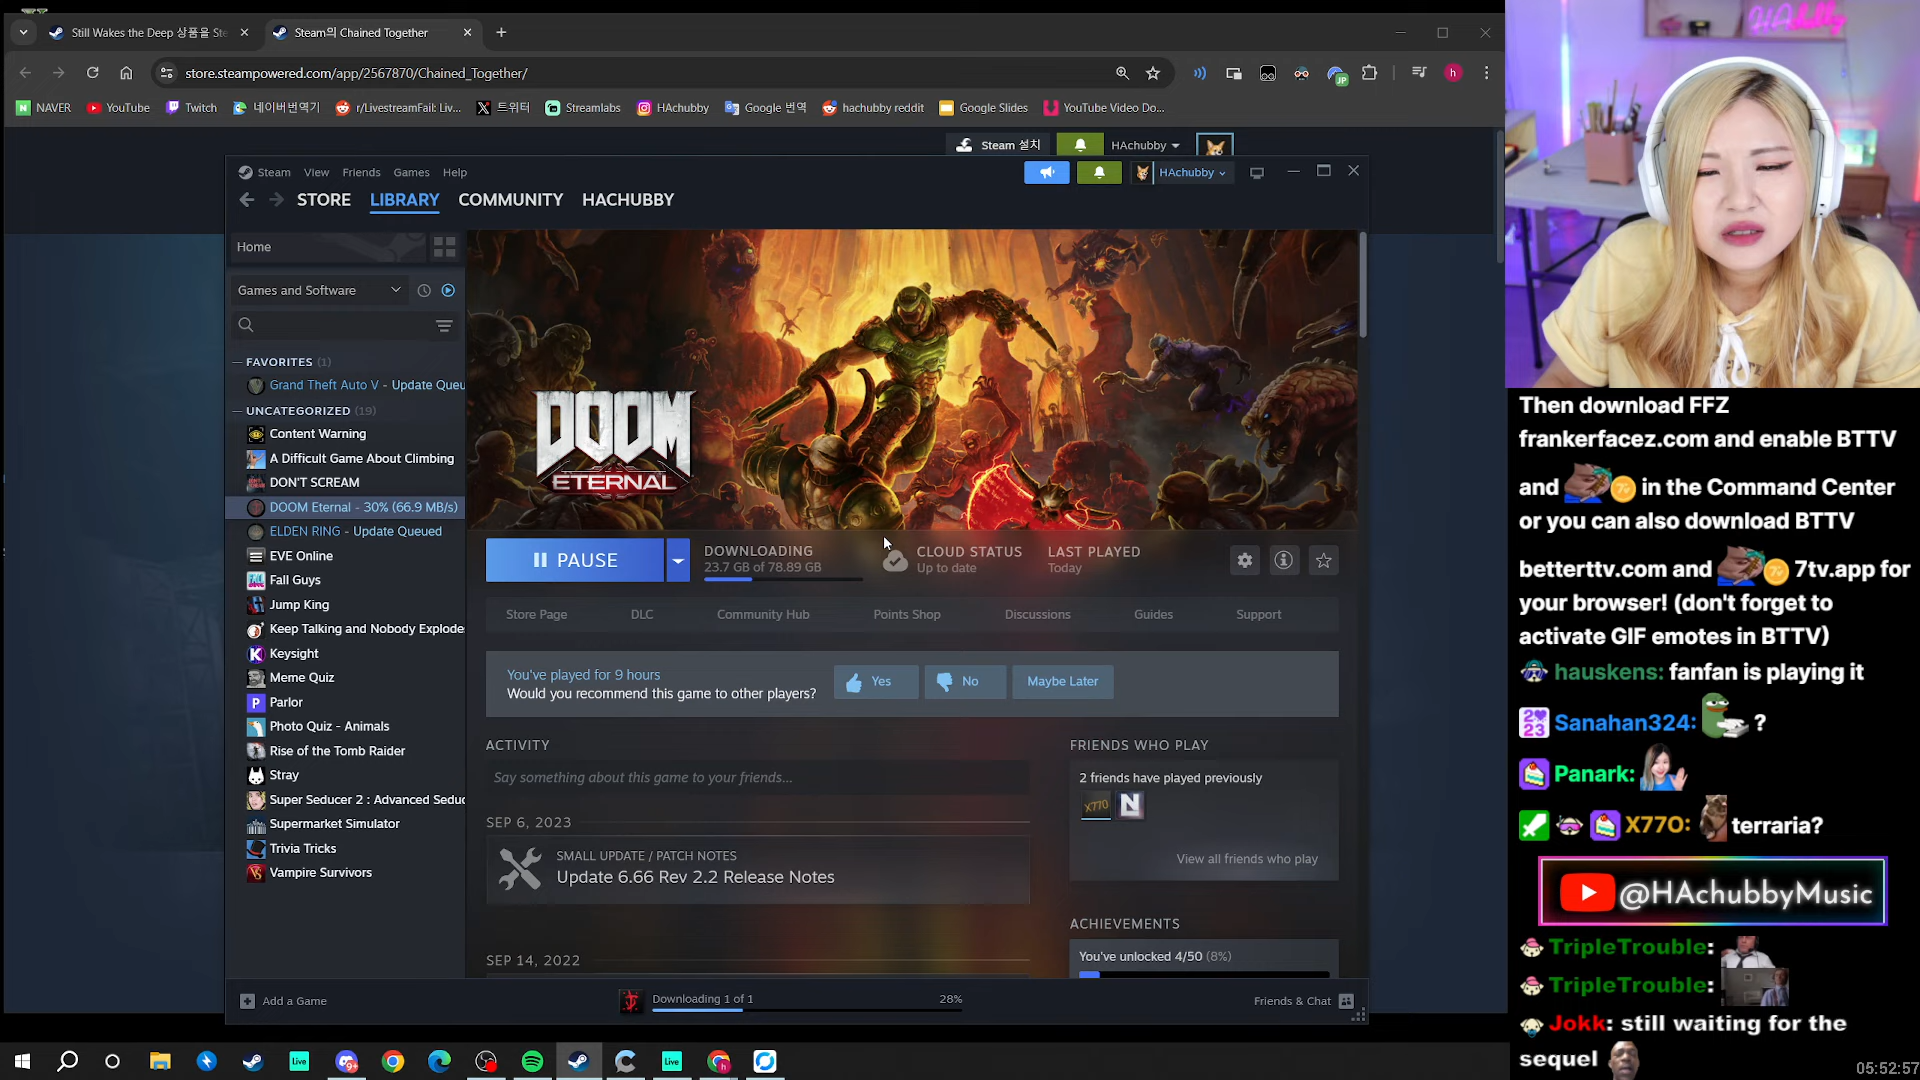 Still Wakes the Deep 상품을 Ste
Steam의 Chained Together
store.steampowered.com/app/2567870/Chained_Together/
JP
h
NAVER
YouTube
Twitch
네이버번역기
r/LivestreamFail: Liv...
트위터
Streamlabs
HAchubby
Google 번역
hachubby reddit
Google Slides
YouTube Video Do...
Steam 설치
HAchubby
Steam View Friends Games Help
HAchubby
STORE LIBRARY COMMUNITY HACHUBBY
Home
Games and Software
FAVORITES (1)
Grand Theft Auto V - Update Queu
UNCATEGORIZED (19)
Content Warning
A Difficult Game About Climbing
DON'T SCREAM
DOOM Eternal - 30% (66.9 MB/s)
ELDEN RING - Update Queued
EVE Online
Fall Guys
Jump King
Keep Talking and Nobody Explodes
Keysight
Meme Quiz
Parlor
Photo Quiz - Animals
Rise of the Tomb Raider
Stray
Super Seducer 2 : Advanced Seduc
Supermarket Simulator
Trivia Tricks
Vampire Survivors
Add a Game
DOOM
ETERNAL
PAUSE
DOWNLOADING
23.7 GB of 78.89 GB
CLOUD STATUS
Up to date
LAST PLAYED
Today
Store Page DLC Community Hub Points Shop Discussions Guides Support
You've played for 9 hours
Would you recommend this game to other players?
Yes
No
Maybe Later
ACTIVITY
Say something about this game to your friends...
SEP 6, 2023
SMALL UPDATE / PATCH NOTES
Update 6.66 Rev 2.2 Release Notes
SEP 14, 2022
FRIENDS WHO PLAY
2 friends have played previously
X770
N
View all friends who play
ACHIEVEMENTS
You've unlocked 4/50 (8%)
Downloading 1 of 1
28%
Friends & Chat
Live
9+
Live
HAchubby
Then download FFZ
frankerfacez.com and enable BTTV
and in the Command Center
or you can also download BTTV
betterttv.com and 7tv.app for
your browser! (don't forget to
activate GIF emotes in BTTV)
hauskens: fanfan is playing it
Sanahan324: ?
Panark:
X77O: terraria?
@HAchubbyMusic
TripleTrouble:
TripleTrouble:
Jokk: still waiting for the
sequel
05:52:57